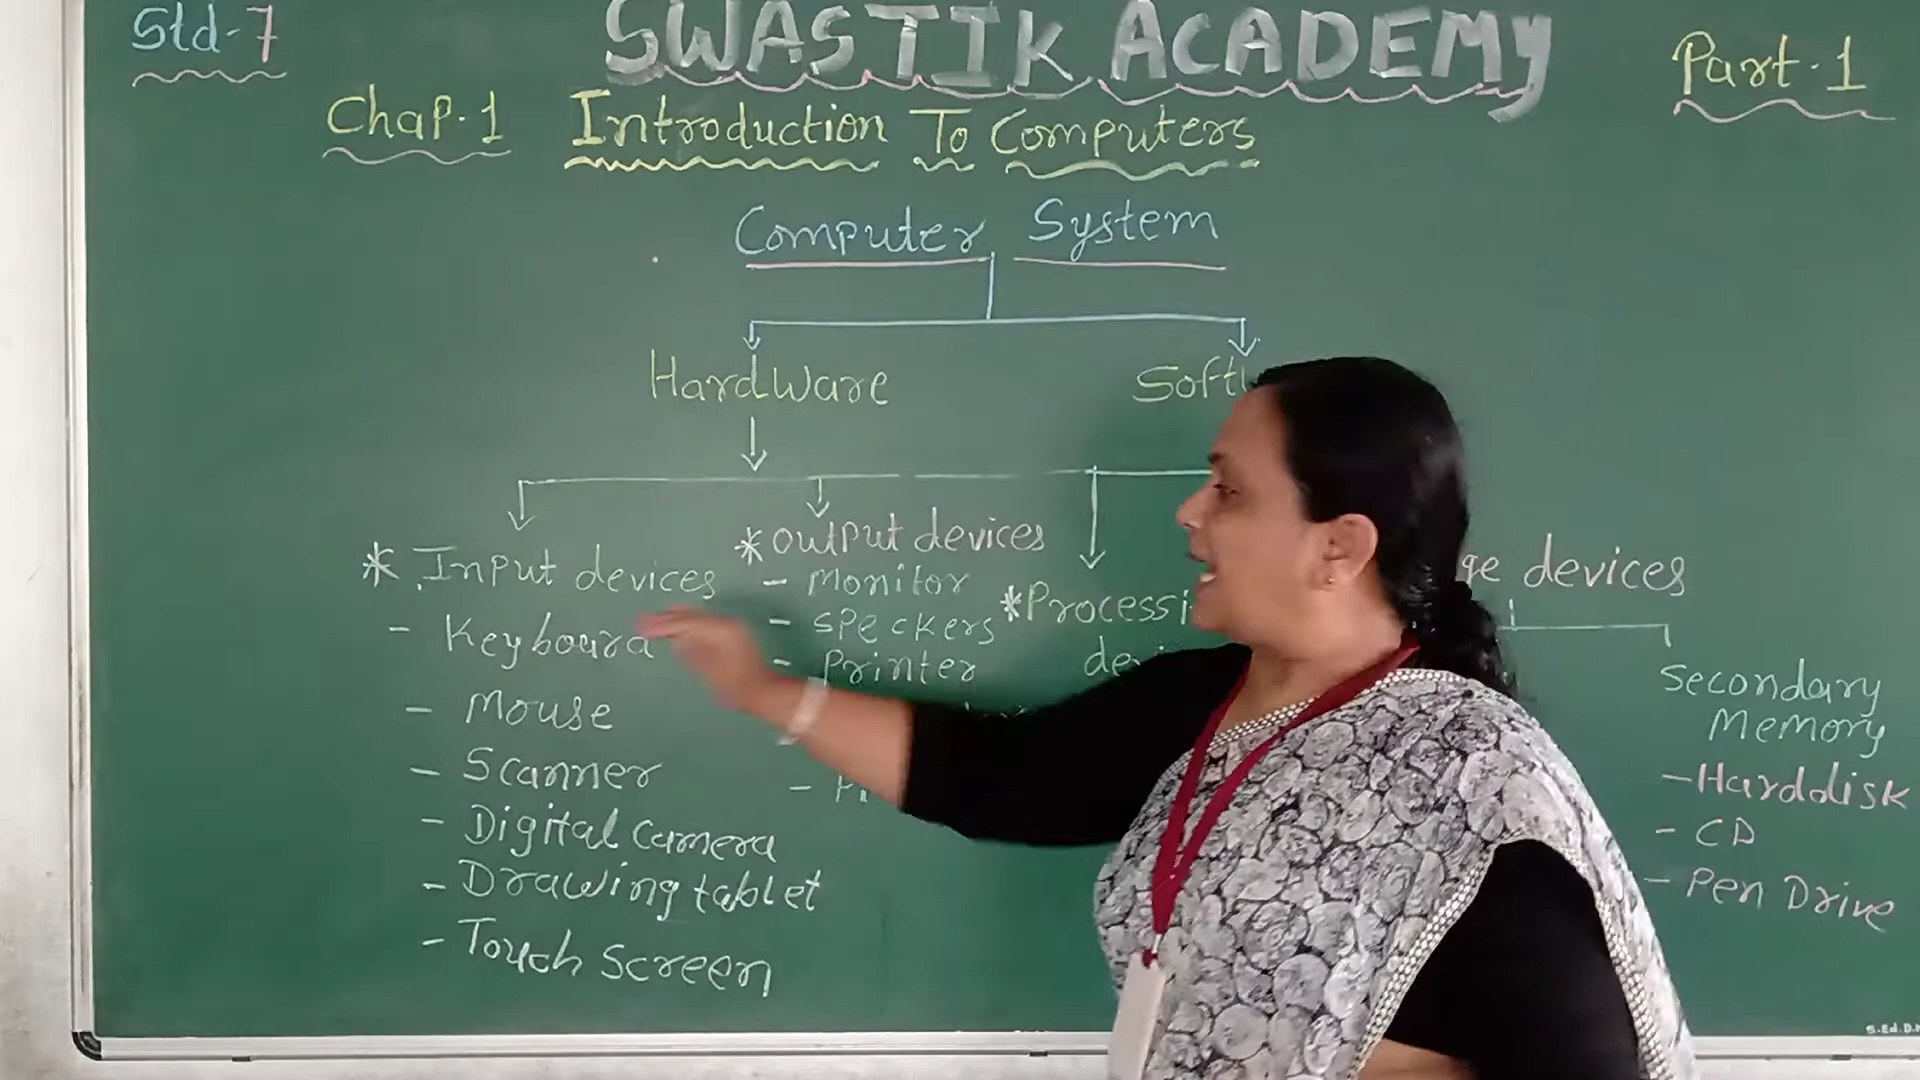 Std-7
SWASTIK ACADEMY
Part-1
Chap.1 Introduction To Computers
Computer System
Hardware
* Input devices
- Keyboard
- Mouse
- Scanner
- Digital Camera
- Drawing tablet
- Touch Screen
* Output devices
- Monitor
- Speckers
- Printer
devices
Secondary
Memory
- Harddisk
- CD
- Pen Drive